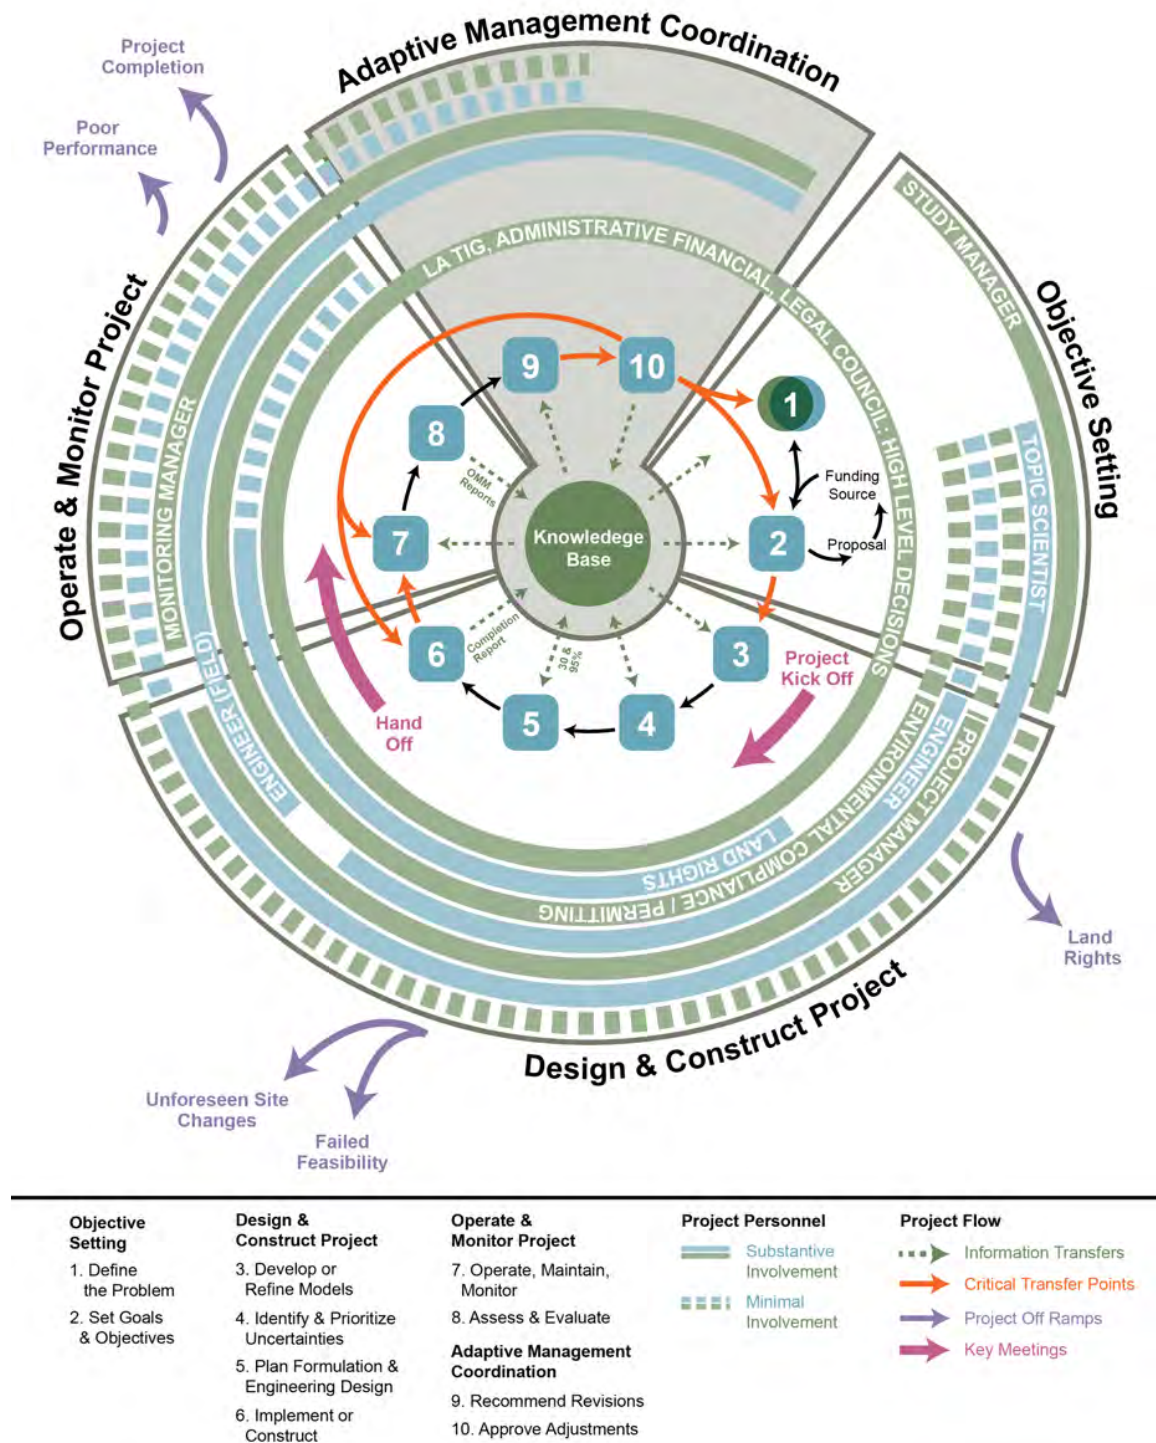 Project
Completion
Poor
Performance
Adaptive Management Coordination
Operate & Monitor Project
Objective Setting
Design & Construct Project
STUDY MANAGER
TOPIC SCIENTIST
LA TIG, ADMINISTRATIVE FINANCIAL, LEGAL COUNCIL: HIGH LEVEL DECISIONS
MONITORING MANAGER
ENGINEER (FIELD)
9
10
1
8
OMM
Reports
Funding
Source
7
Knowledege
Base
2
Proposal
6
Completion
Report
30 &
95%
3
Project
Kick Off
5
4
Hand
Off
LAND RIGHTS
ENVIRONMENTAL COMPLIANCE / PERMITTING
ENGINEER
PROJECT MANAGER
Land
Rights
Unforeseen Site
Changes
Failed
Feasibility
Objective
Setting
1. Define
the Problem
2. Set Goals
& Objectives
Design &
Construct Project
3. Develop or
Refine Models
4. Identify & Prioritize
Uncertainties
5. Plan Formulation &
Engineering Design
6. Implement or
Construct
Operate &
Monitor Project
7. Operate, Maintain,
Monitor
8. Assess & Evaluate
Adaptive Management
Coordination
9. Recommend Revisions
10. Approve Adjustments
Project Personnel
Substantive
Involvement
Minimal
Involvement
Project Flow
Information Transfers
Critical Transfer Points
Project Off Ramps
Key Meetings